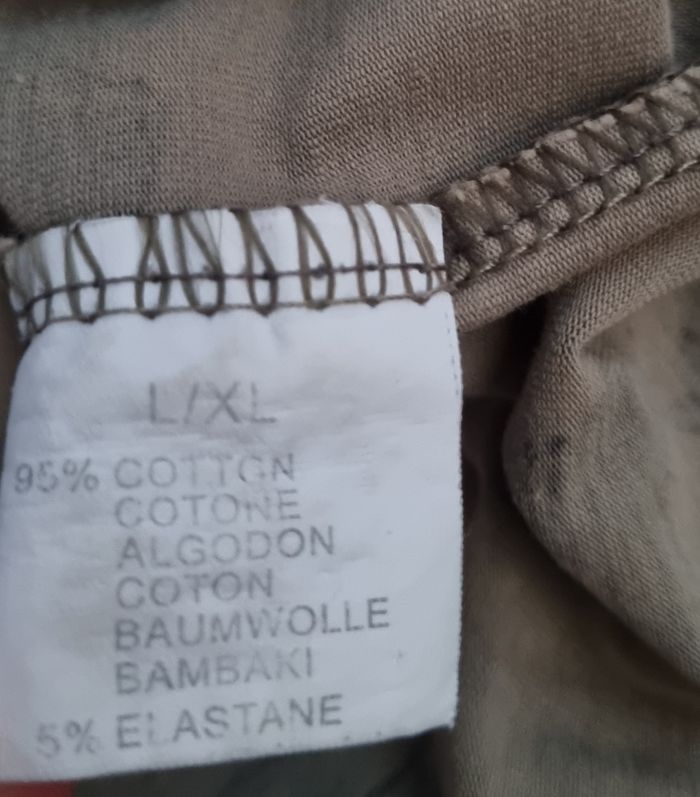 L/XL
95% COTTON
COTONE
ALGODON
COTON
BAUMWOLLE
BAMBAKI
5% ELASTANE